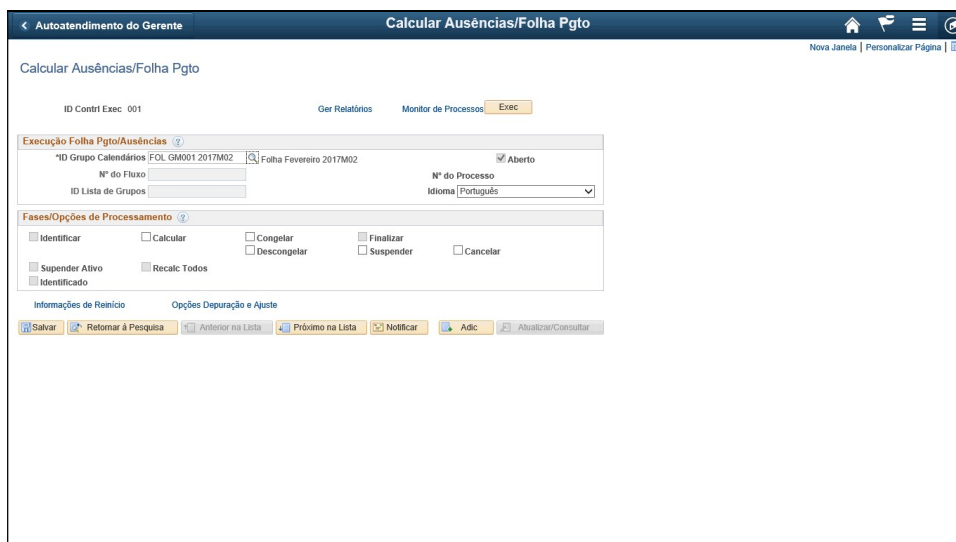 Autoatendimento do Gerente
Calcular Ausências/Folha Pgto
Nova Janela | Personalizar Página |
Calcular Ausências/Folha Pgto
ID Contrl Exec 001 Ger Relatórios Monitor de Processos Exec
Execução Folha Pgto/Ausências ?
*ID Grupo Calendários FOL GM001 2017M02 Folha Fevereiro 2017M02 Aberto
Nº do Fluxo Nº do Processo
ID Lista de Grupos Idioma Português
Fases/Opções de Processamento ?
Identificar Calcular Congelar Finalizar
Descongelar Suspender Cancelar
Supender Ativo Recalc Todos
Identificado
Informações de Reinício Opções Depuração e Ajuste
Salvar Retornar á Pesquisa Anterior na Lista Próximo na Lista Notificar Adic Atualizar/Consultar